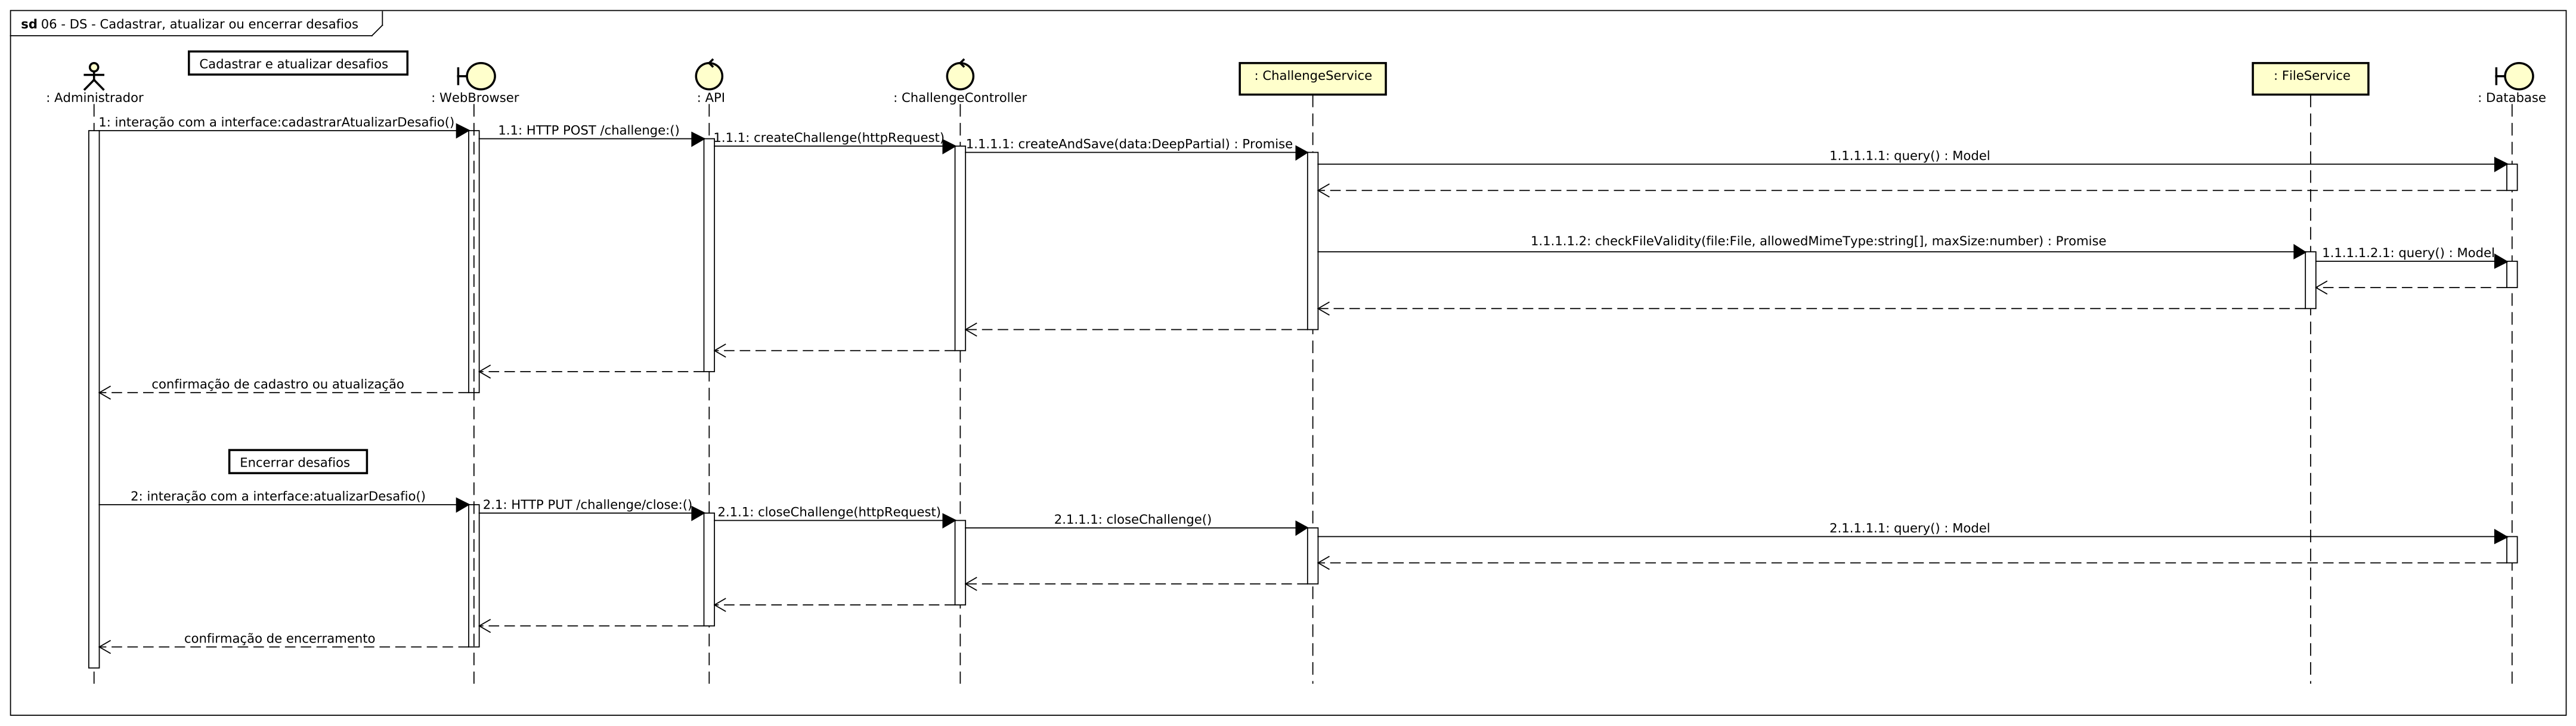 sd 06 - DS - Cadastrar, atualizar ou encerrar desafios
Cadastrar e atualizar desafios
: Administrador
: WebBrowser
: API
: ChallengeController
: ChallengeService
: FileService
: Database
1: interação com a interface:cadastrarAtualizarDesafio()
1.1: HTTP POST /challenge:()
1.1.1: createChallenge(httpRequest)
1.1.1.1: createAndSave(data:DeepPartial) : Promise
1.1.1.1.1: query() : Model
1.1.1.1.2: checkFileValidity(file:File, allowedMimeType:string[], maxSize:number) : Promise
1.1.1.1.2.1: query() : Model
confirmação de cadastro ou atualização
Encerrar desafios
2: interação com a interface:atualizarDesafio()
2.1: HTTP PUT /challenge/close:()
2.1.1: closeChallenge(httpRequest)
2.1.1.1: closeChallenge()
2.1.1.1.1: query() : Model
confirmação de encerramento